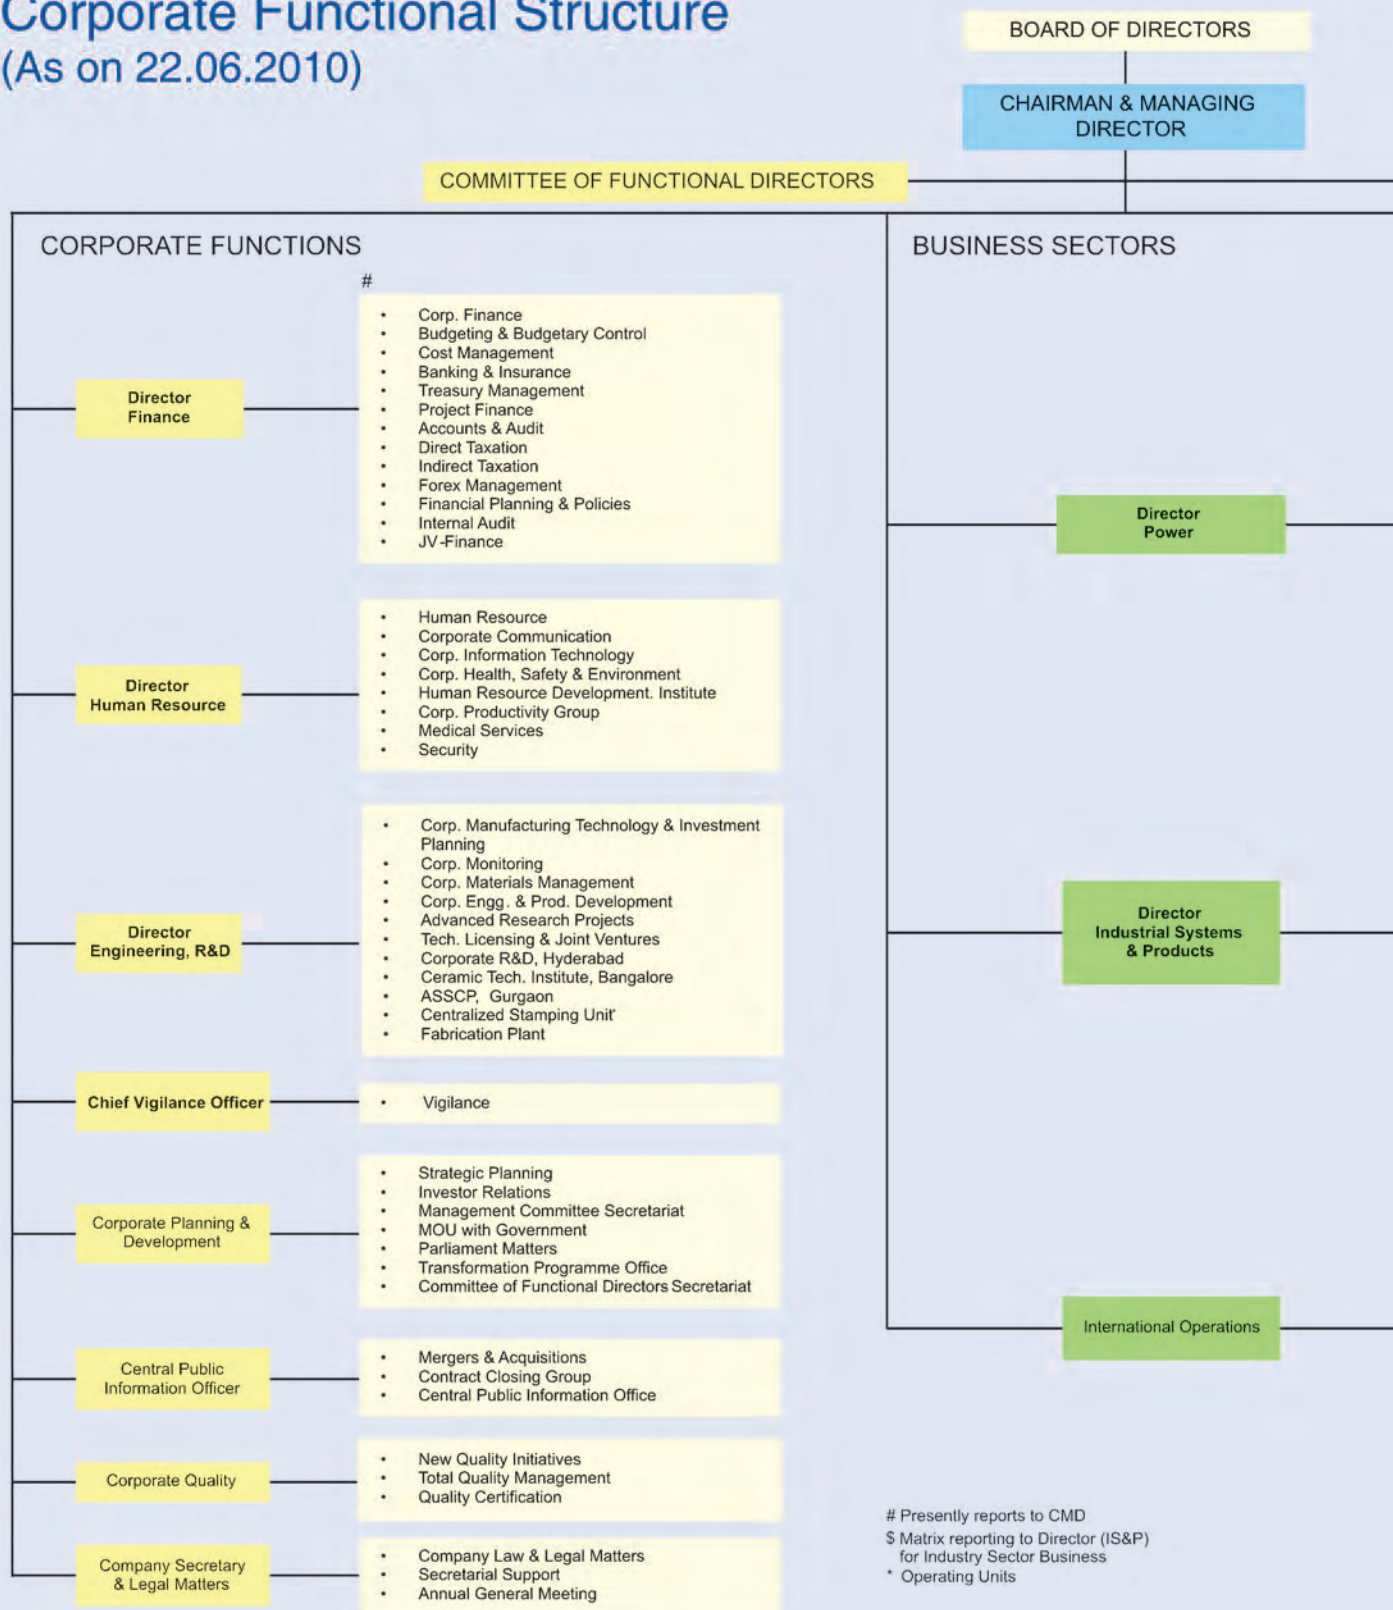 Corporate Functional Structure
(As on 22.06.2010)
BOARD OF DIRECTORS
CHAIRMAN & MANAGING
DIRECTOR
COMMITTEE OF FUNCTIONAL DIRECTORS
CORPORATE FUNCTIONS
#
Director
Finance
• Corp. Finance
• Budgeting & Budgetary Control
• Cost Management
• Banking & Insurance
• Treasury Management
• Project Finance
• Accounts & Audit
• Direct Taxation
• Indirect Taxation
• Forex Management
• Financial Planning & Policies
• Internal Audit
• JV-Finance
Director
Human Resource
• Human Resource
• Corporate Communication
• Corp. Information Technology
• Corp. Health, Safety & Environment
• Human Resource Development. Institute
• Corp. Productivity Group
• Medical Services
• Security
Director
Engineering, R&D
• Corp. Manufacturing Technology & Investment
Planning
• Corp. Monitoring
• Corp. Materials Management
• Corp. Engg. & Prod. Development
• Advanced Research Projects
• Tech. Licensing & Joint Ventures
• Corporate R&D, Hyderabad
• Ceramic Tech. Institute, Bangalore
• ASSCP, Gurgaon
• Centralized Stamping Unit*
• Fabrication Plant
Chief Vigilance Officer
• Vigilance
Corporate Planning &
Development
• Strategic Planning
• Investor Relations
• Management Committee Secretariat
• MOU with Government
• Parliament Matters
• Transformation Programme Office
• Committee of Functional Directors Secretariat
Central Public
Information Officer
• Mergers & Acquisitions
• Contract Closing Group
• Central Public Information Office
Corporate Quality
• New Quality Initiatives
• Total Quality Management
• Quality Certification
Company Secretary
& Legal Matters
• Company Law & Legal Matters
• Secretarial Support
• Annual General Meeting
BUSINESS SECTORS
Director
Power
Director
Industrial Systems
& Products
International Operations
# Presently reports to CMD
$ Matrix reporting to Director (IS&P)
for Industry Sector Business
* Operating Units